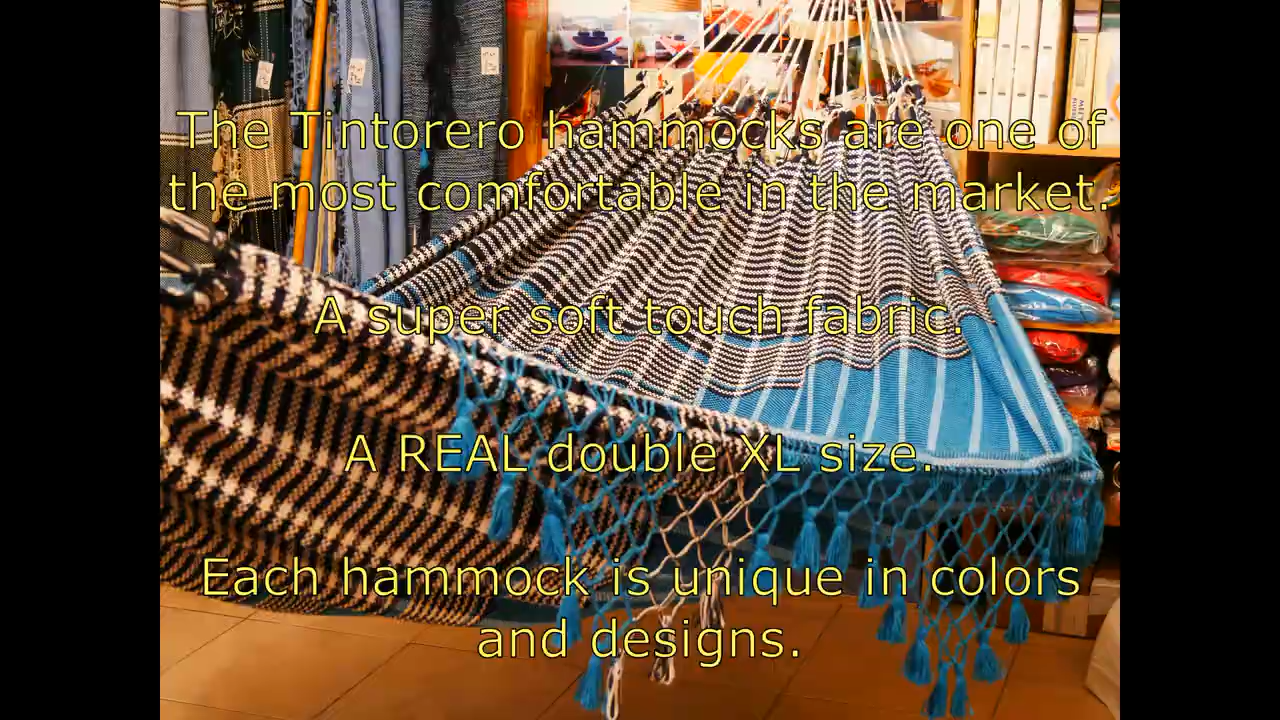 The Tintorero hammocks are one of
the most comfortable in the market.
A super soft touch fabric.
A REAL double XL size.
Each hammock is unique in colors
and designs.